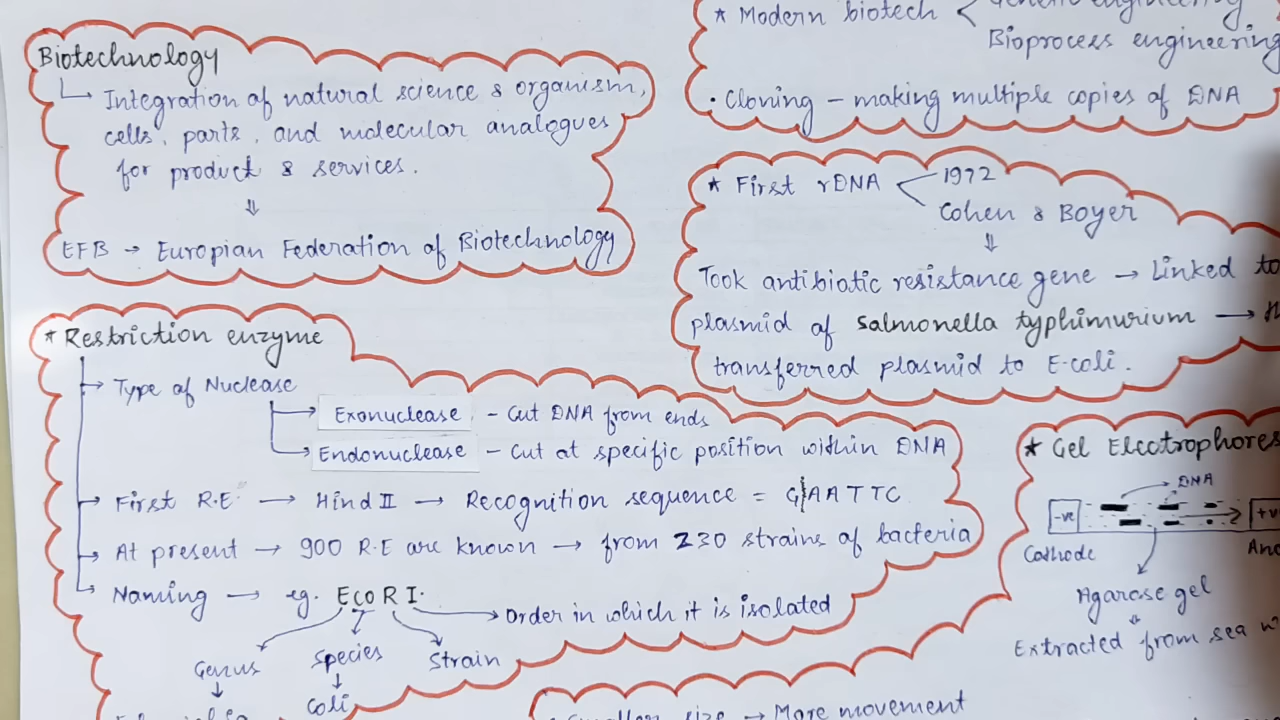 Biotechnology
Integration of natural science & organism,
cells, parts, and molecular analogues
for product & services.
EFB → Europian Federation of Biotechnology
* Modern biotech
Bioprocess engineering
• Cloning – making multiple copies of DNA
* First rDNA
1972
Cohen & Boyer
Took antibiotic resistance gene → Linked to
plasmid of Salmonella typhimurium →
transferred plasmid to E.coli.
* Restriction enzyme
Type of Nuclease
Exonuclease - Cut DNA from ends
Endonuclease - Cut at specific position within DNA
First R.E → Hind II → Recognition sequence = G|AATTC
At present → 900 R.E are known → from 230 strains of bacteria
Naming → eg. ECO R I.
Order in which it is isolated
Genus
Species
Strain
Coli
* Gel Electrophores
DNA
-ve
+v
Cathode
Ano
Agarose gel
Extracted from sea w
Smaller size → More movement